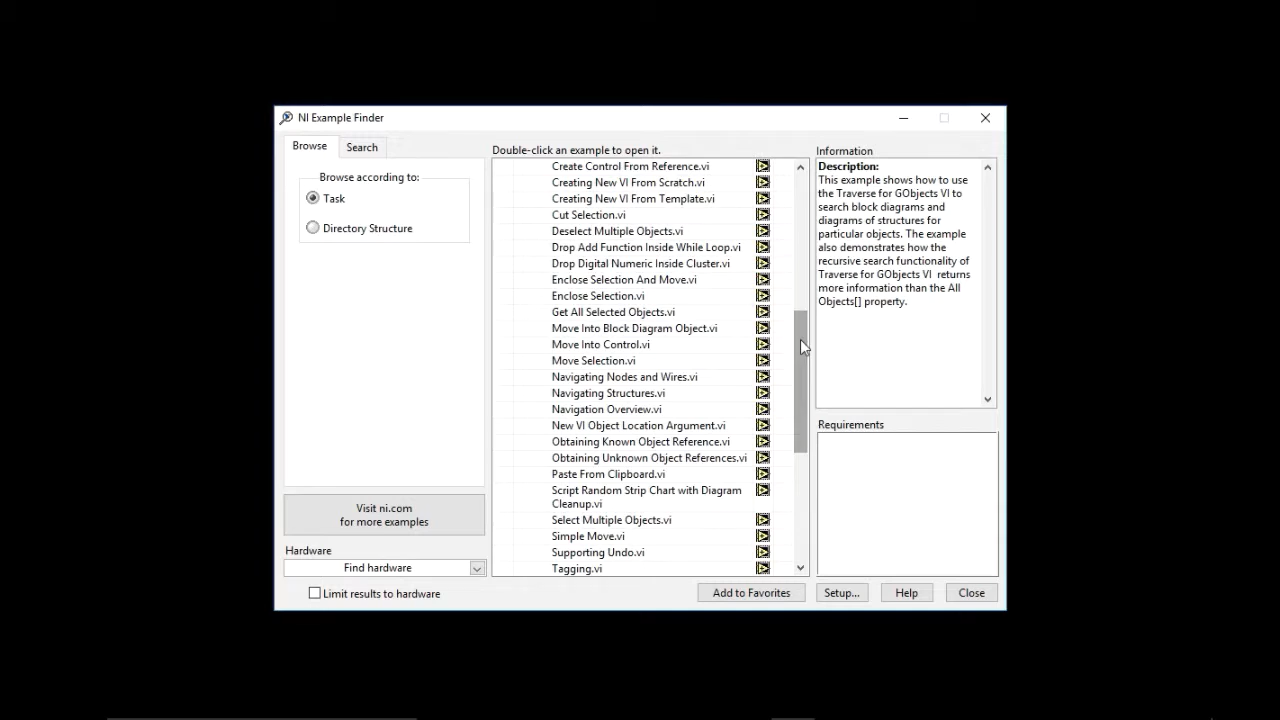 NI Example Finder
Browse
Search
Browse according to:
Task
Directory Structure
Visit ni.com
for more examples
Hardware
Find hardware
Limit results to hardware
Double-click an example to open it.
Create Control From Reference.vi
Creating New VI From Scratch.vi
Creating New VI From Template.vi
Cut Selection.vi
Deselect Multiple Objects.vi
Drop Add Function Inside While Loop.vi
Drop Digital Numeric Inside Cluster.vi
Enclose Selection And Move.vi
Enclose Selection.vi
Get All Selected Objects.vi
Move Into Block Diagram Object.vi
Move Into Control.vi
Move Selection.vi
Navigating Nodes and Wires.vi
Navigating Structures.vi
Navigation Overview.vi
New VI Object Location Argument.vi
Obtaining Known Object Reference.vi
Obtaining Unknown Object References.vi
Paste From Clipboard.vi
Script Random Strip Chart with Diagram
Cleanup.vi
Select Multiple Objects.vi
Simple Move.vi
Supporting Undo.vi
Tagging.vi
Information
Description:
This example shows how to use
the Traverse for GObjects VI to
search block diagrams and
diagrams of structures for
particular objects. The example
also demonstrates how the
recursive search functionality of
Traverse for GObjects VI returns
more information than the All
Objects[] property.
Requirements
Add to Favorites
Setup...
Help
Close